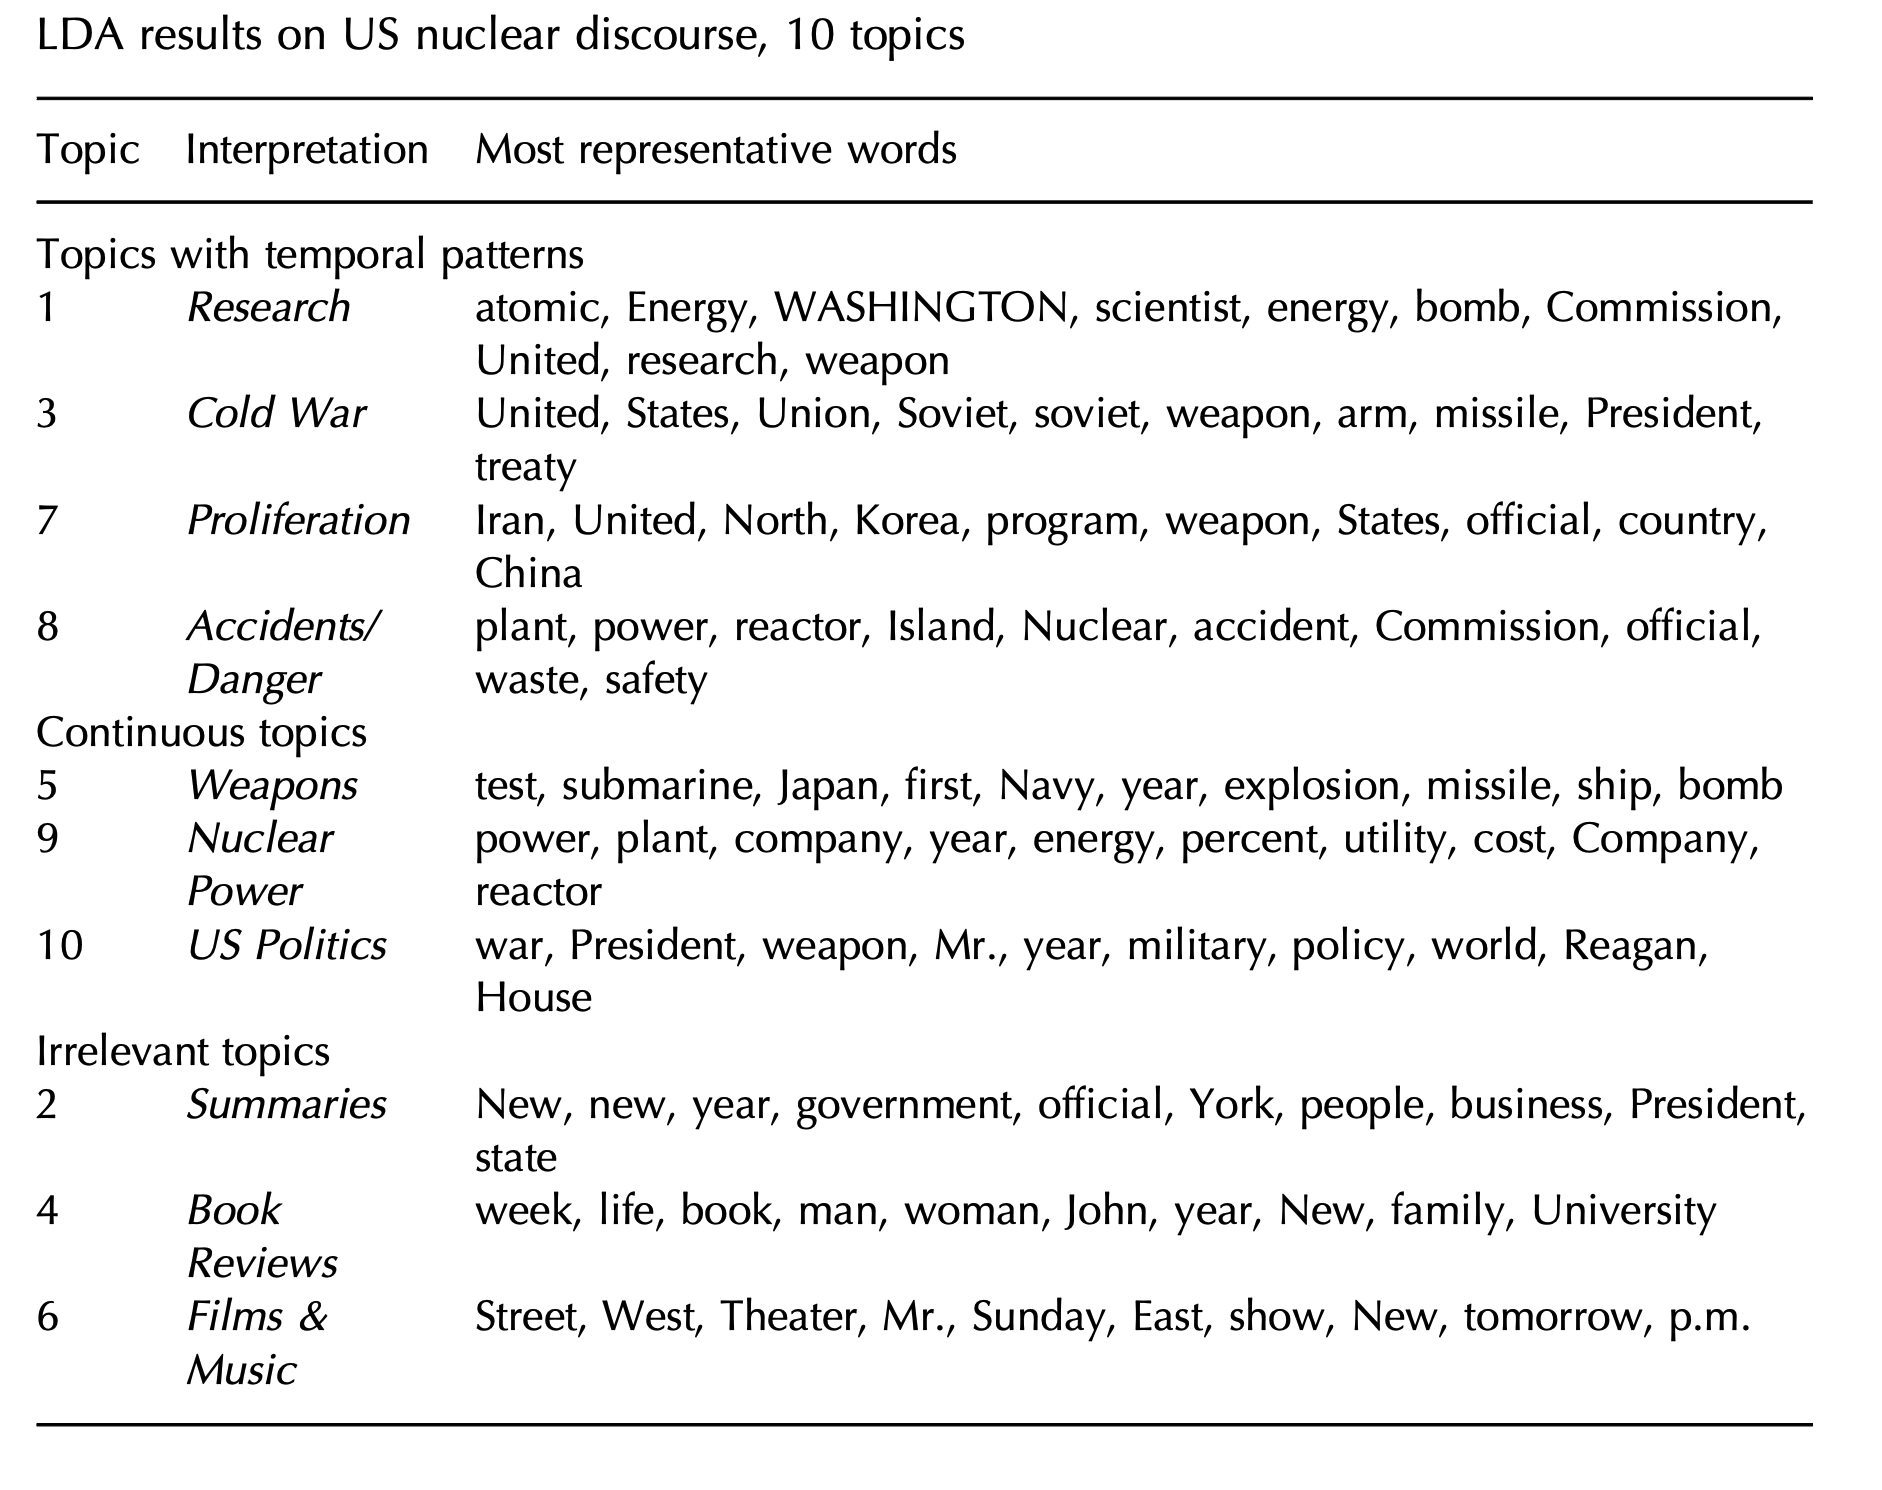 LDA results on US nuclear discourse, 10 topics
Topic Interpretation Most representative words
Topics with temporal patterns
1 Research atomic, Energy, WASHINGTON, scientist, energy, bomb, Commission,
United, research, weapon
3 Cold War United, States, Union, Soviet, soviet, weapon, arm, missile, President,
treaty
7 Proliferation Iran, United, North, Korea, program, weapon, States, official, country,
China
8 Accidents/ plant, power, reactor, Island, Nuclear, accident, Commission, official,
Danger waste, safety
Continuous topics
5 Weapons test, submarine, Japan, first, Navy, year, explosion, missile, ship, bomb
9 Nuclear power, plant, company, year, energy, percent, utility, cost, Company,
Power reactor
10 US Politics war, President, weapon, Mr., year, military, policy, world, Reagan,
House
Irrelevant topics
2 Summaries New, new, year, government, official, York, people, business, President,
state
4 Book week, life, book, man, woman, John, year, New, family, University
Reviews
6 Films & Street, West, Theater, Mr., Sunday, East, show, New, tomorrow, p.m.
Music